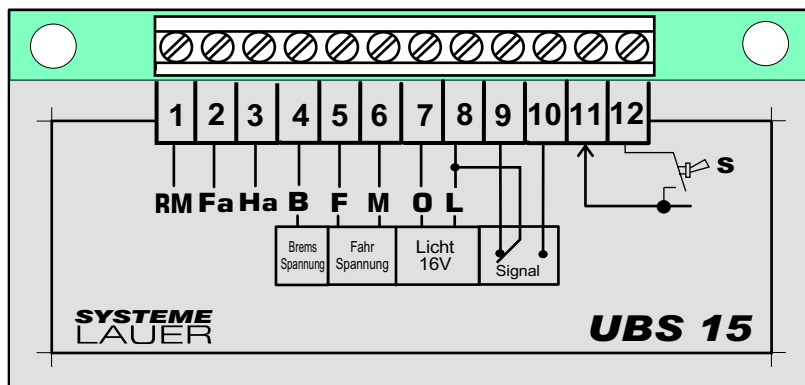 1 2 3 4 5 6 7 8 9 10 11 12
S
RM Fa Ha B F M O L
Brems Spannung
Fahr Spannung
Licht 16V
Signal
SYSTEME
LAUER
UBS 15